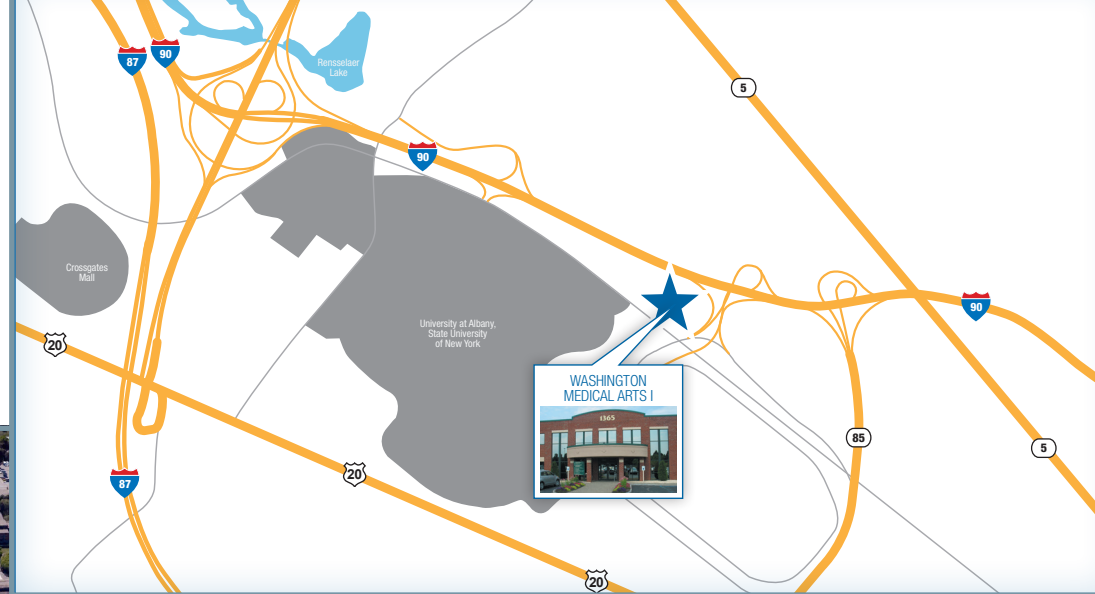 87
90
Rensselaer
Lake
5
90
Crossgates
Mall
90
20
University at Albany,
State University
of New York
WASHINGTON
MEDICAL ARTS I
1365
85
5
20
87
20